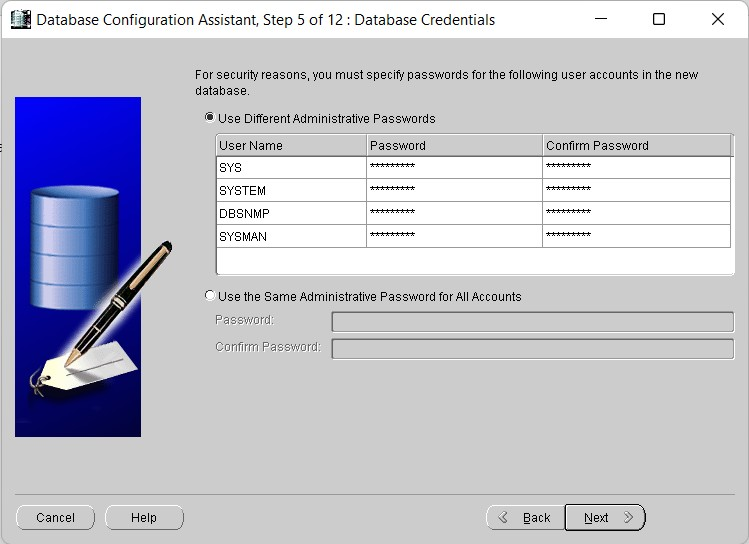 Database Configuration Assistant, Step 5 of 12 : Database Credentials
For security reasons, you must specify passwords for the following user accounts in the new
database.
Use Different Administrative Passwords
User Name Password Confirm Password
SYS ********* *********
SYSTEM ********* *********
DBSNMP ********* *********
SYSMAN ********* *********
Use the Same Administrative Password for All Accounts
Password:
Confirm Password:
Cancel Help Back Next